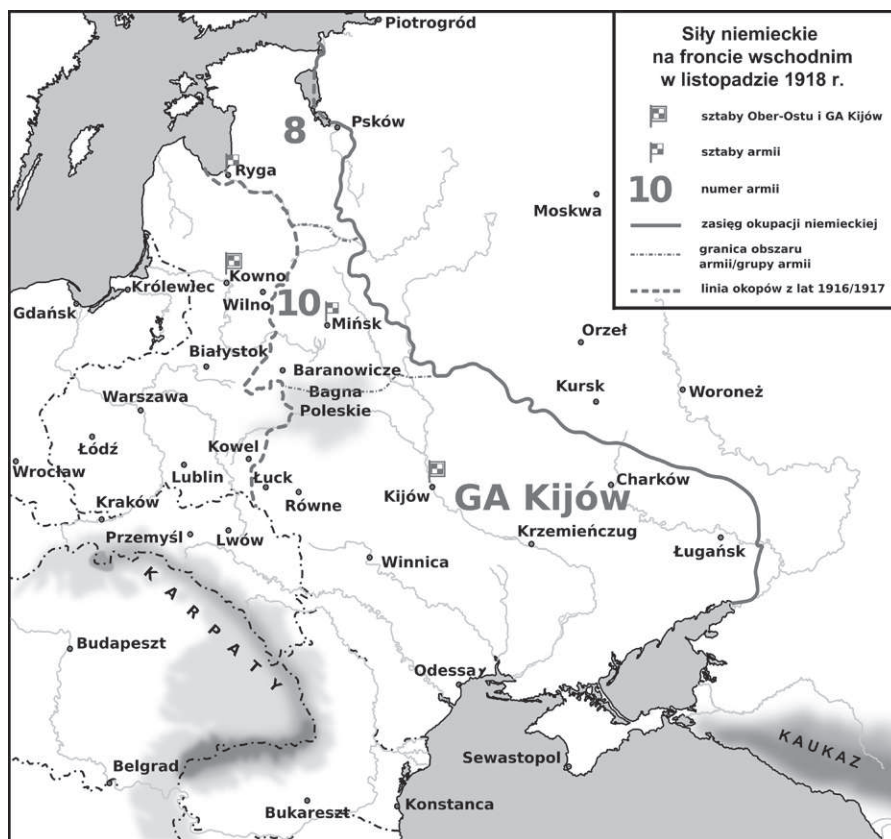 Piotrogród
Siły niemieckie
na froncie wschodnim
w listopadzie 1918 r.
sztaby Ober-Ostu i GA Kijów
sztaby armii
10 numer armii
zasięg okupacji niemieckiej
granica obszaru
armii/grupy armii
linia okopów z lat 1916/1917
8
Psków
Ryga
Moskwa
Kowno
Królewiec
Wilno
10
Gdańsk
Mińsk
Orzeł
Białystok
Baranowicze
Kursk
Woroneż
Bagna
Poleskie
Warszawa
Łódź
Kowel
Wrocław
Lublin
Łuck
Równe
Kijów
GA Kijów
Charków
Kraków
Przemyśl
Lwów
Krzemieńczug
Ługańsk
Winnica
KARPATY
Budapeszt
Odessa
KAUKAZ
Sewastopol
Belgrad
Bukareszt
Konstanca